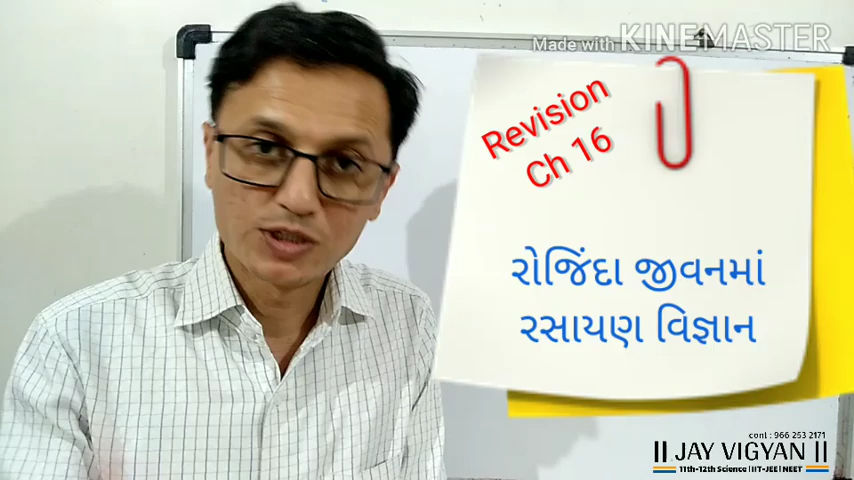 Made with KINEMASTER
Revision
Ch 16
રોજિંદા જીવનમાં
રસાયણ વિજ્ઞાન
cont : 966 253 2171
|| JAY VIGYAN ||
11th-12th Science | IIT-JEE | NEET